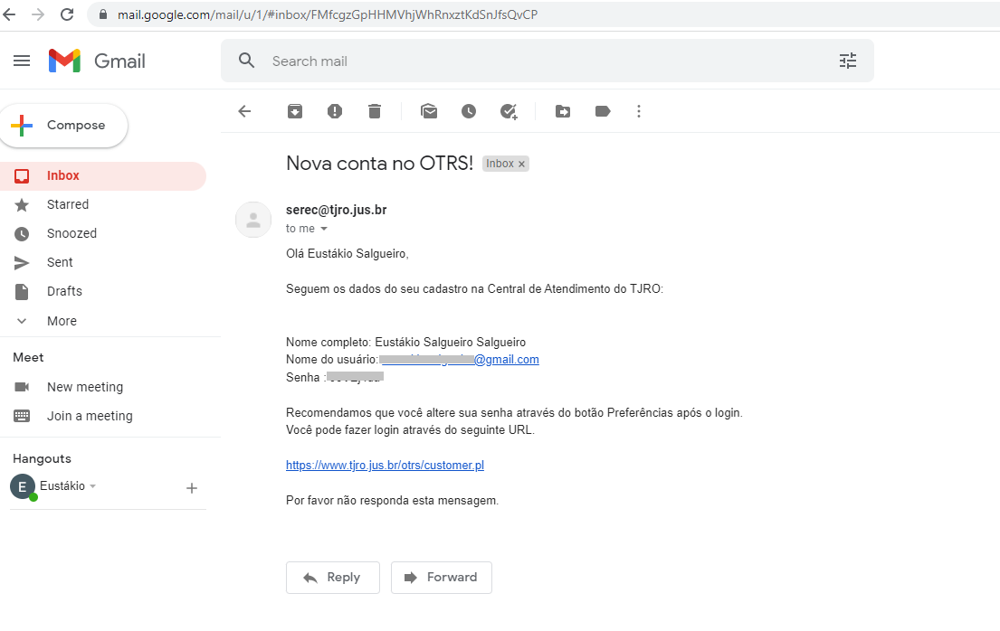 mail.google.com/mail/u/1/#inbox/FMfcgzGpHHMVhjWhRnxztKdSnJfsQvCP
Gmail
Search mail
Compose
Inbox
Starred
Snoozed
Sent
Drafts
More
Meet
New meeting
Join a meeting
Hangouts
E
Eustákio
Nova conta no OTRS!
Inbox ×
serec@tjro.jus.br
to me
Olá Eustákio Salgueiro,
Seguem os dados do seu cadastro na Central de Atendimento do TJRO:
Nome completo: Eustákio Salgueiro Salgueiro
Nome do usuário: @gmail.com
Senha :
Recomendamos que você altere sua senha através do botão Preferências após o login.
Você pode fazer login através do seguinte URL.
https://www.tjro.jus.br/otrs/customer.pl
Por favor não responda esta mensagem.
Reply
Forward